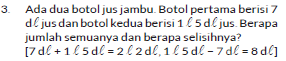 3. Ada dua botol jus jambu. Botol pertama berisi 7
dℓ jus dan botol kedua berisi 1 ℓ 5 dℓ jus. Berapa
jumlah semuanya dan berapa selisihnya?
[7 dℓ + 1 ℓ 5 dℓ = 2 ℓ 2 dℓ, 1 ℓ 5 dℓ – 7 dℓ = 8 dℓ]